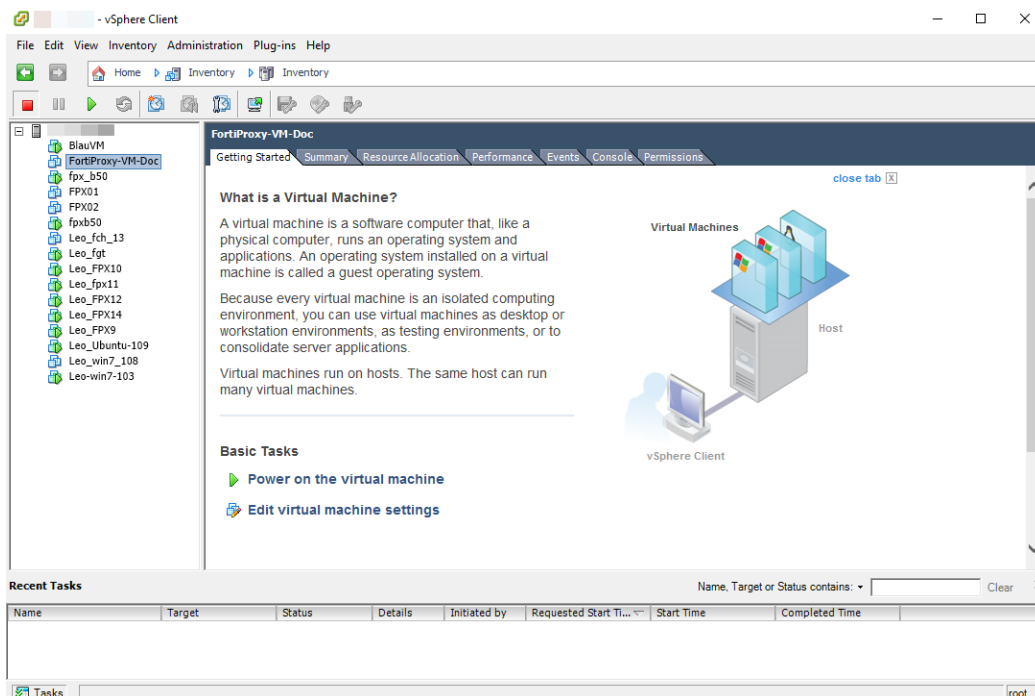 - vSphere Client
File Edit View Inventory Administration Plug-ins Help
Home Inventory Inventory
BlauVM
FortiProxy-VM-Doc
fpx_b50
FPX01
FPX02
fpxb50
Leo_fch_13
Leo_fgt
Leo_FPX10
Leo_fpx11
Leo_FPX12
Leo_FPX14
Leo_FPX9
Leo_Ubuntu-109
Leo_win7_108
Leo-win7-103
FortiProxy-VM-Doc
Getting Started Summary Resource Allocation Performance Events Console Permissions
close tab X
What is a Virtual Machine?
A virtual machine is a software computer that, like a
physical computer, runs an operating system and
applications. An operating system installed on a virtual
machine is called a guest operating system.
Because every virtual machine is an isolated computing
environment, you can use virtual machines as desktop or
workstation environments, as testing environments, or to
consolidate server applications.
Virtual machines run on hosts. The same host can run
many virtual machines.
Virtual Machines
Host
vSphere Client
Basic Tasks
Power on the virtual machine
Edit virtual machine settings
Recent Tasks
Name, Target or Status contains:
Clear
Name Target Status Details Initiated by Requested Start Ti... Start Time Completed Time
Tasks
root